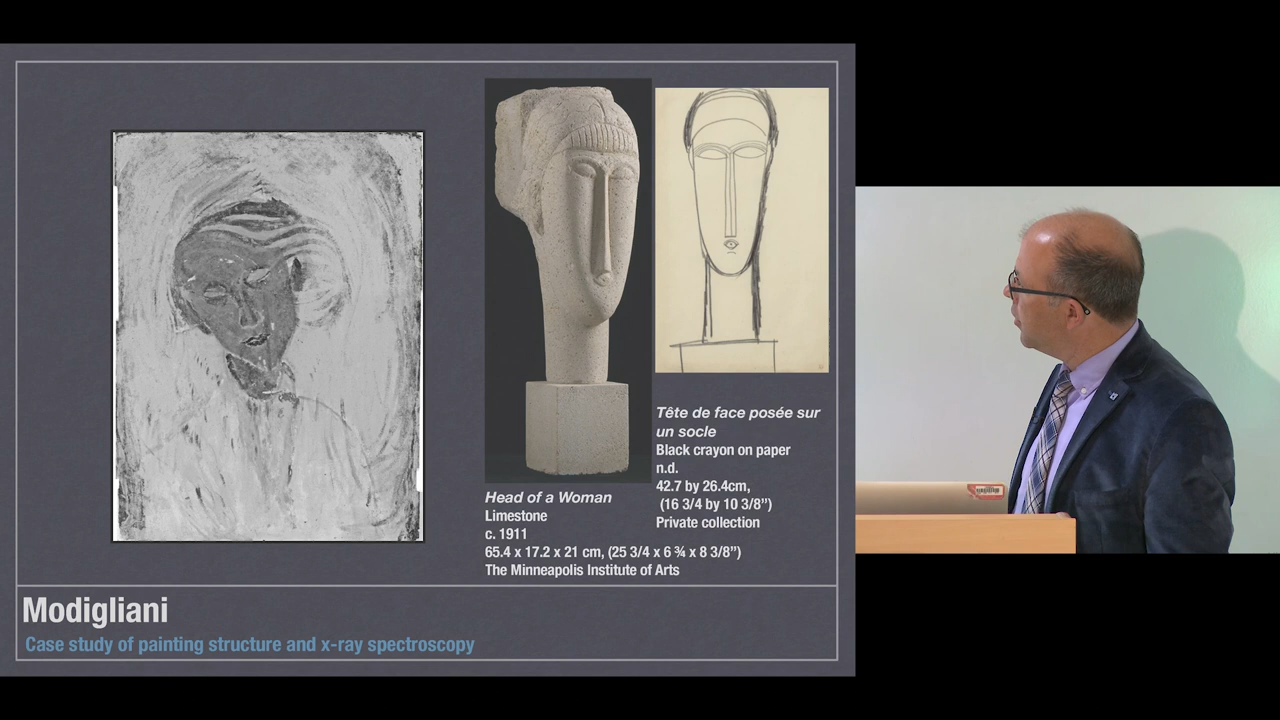 Head of a Woman
Limestone
c. 1911
65.4 x 17.2 x 21 cm, (25 3/4 x 6 ¾ x 8 3/8”)
The Minneapolis Institute of Arts
Tête de face posée sur
un socle
Black crayon on paper
n.d.
42.7 by 26.4cm,
(16 3/4 by 10 3/8”)
Private collection
Modigliani
Case study of painting structure and x-ray spectroscopy